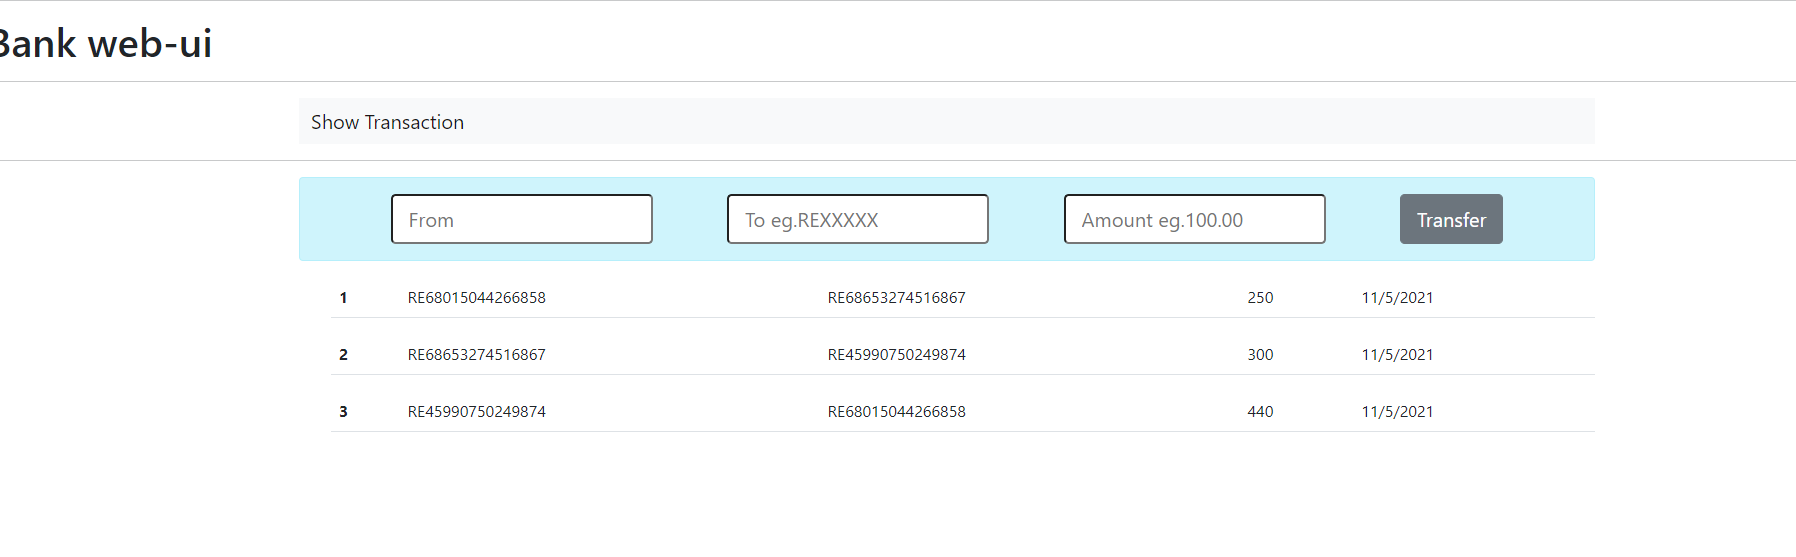 Bank web-ui
Show Transaction
From To eg.REXXXXX Amount eg.100.00 Transfer
1 RE68015044266858 RE68653274516867 250 11/5/2021
2 RE68653274516867 RE45990750249874 300 11/5/2021
3 RE45990750249874 RE68015044266858 440 11/5/2021